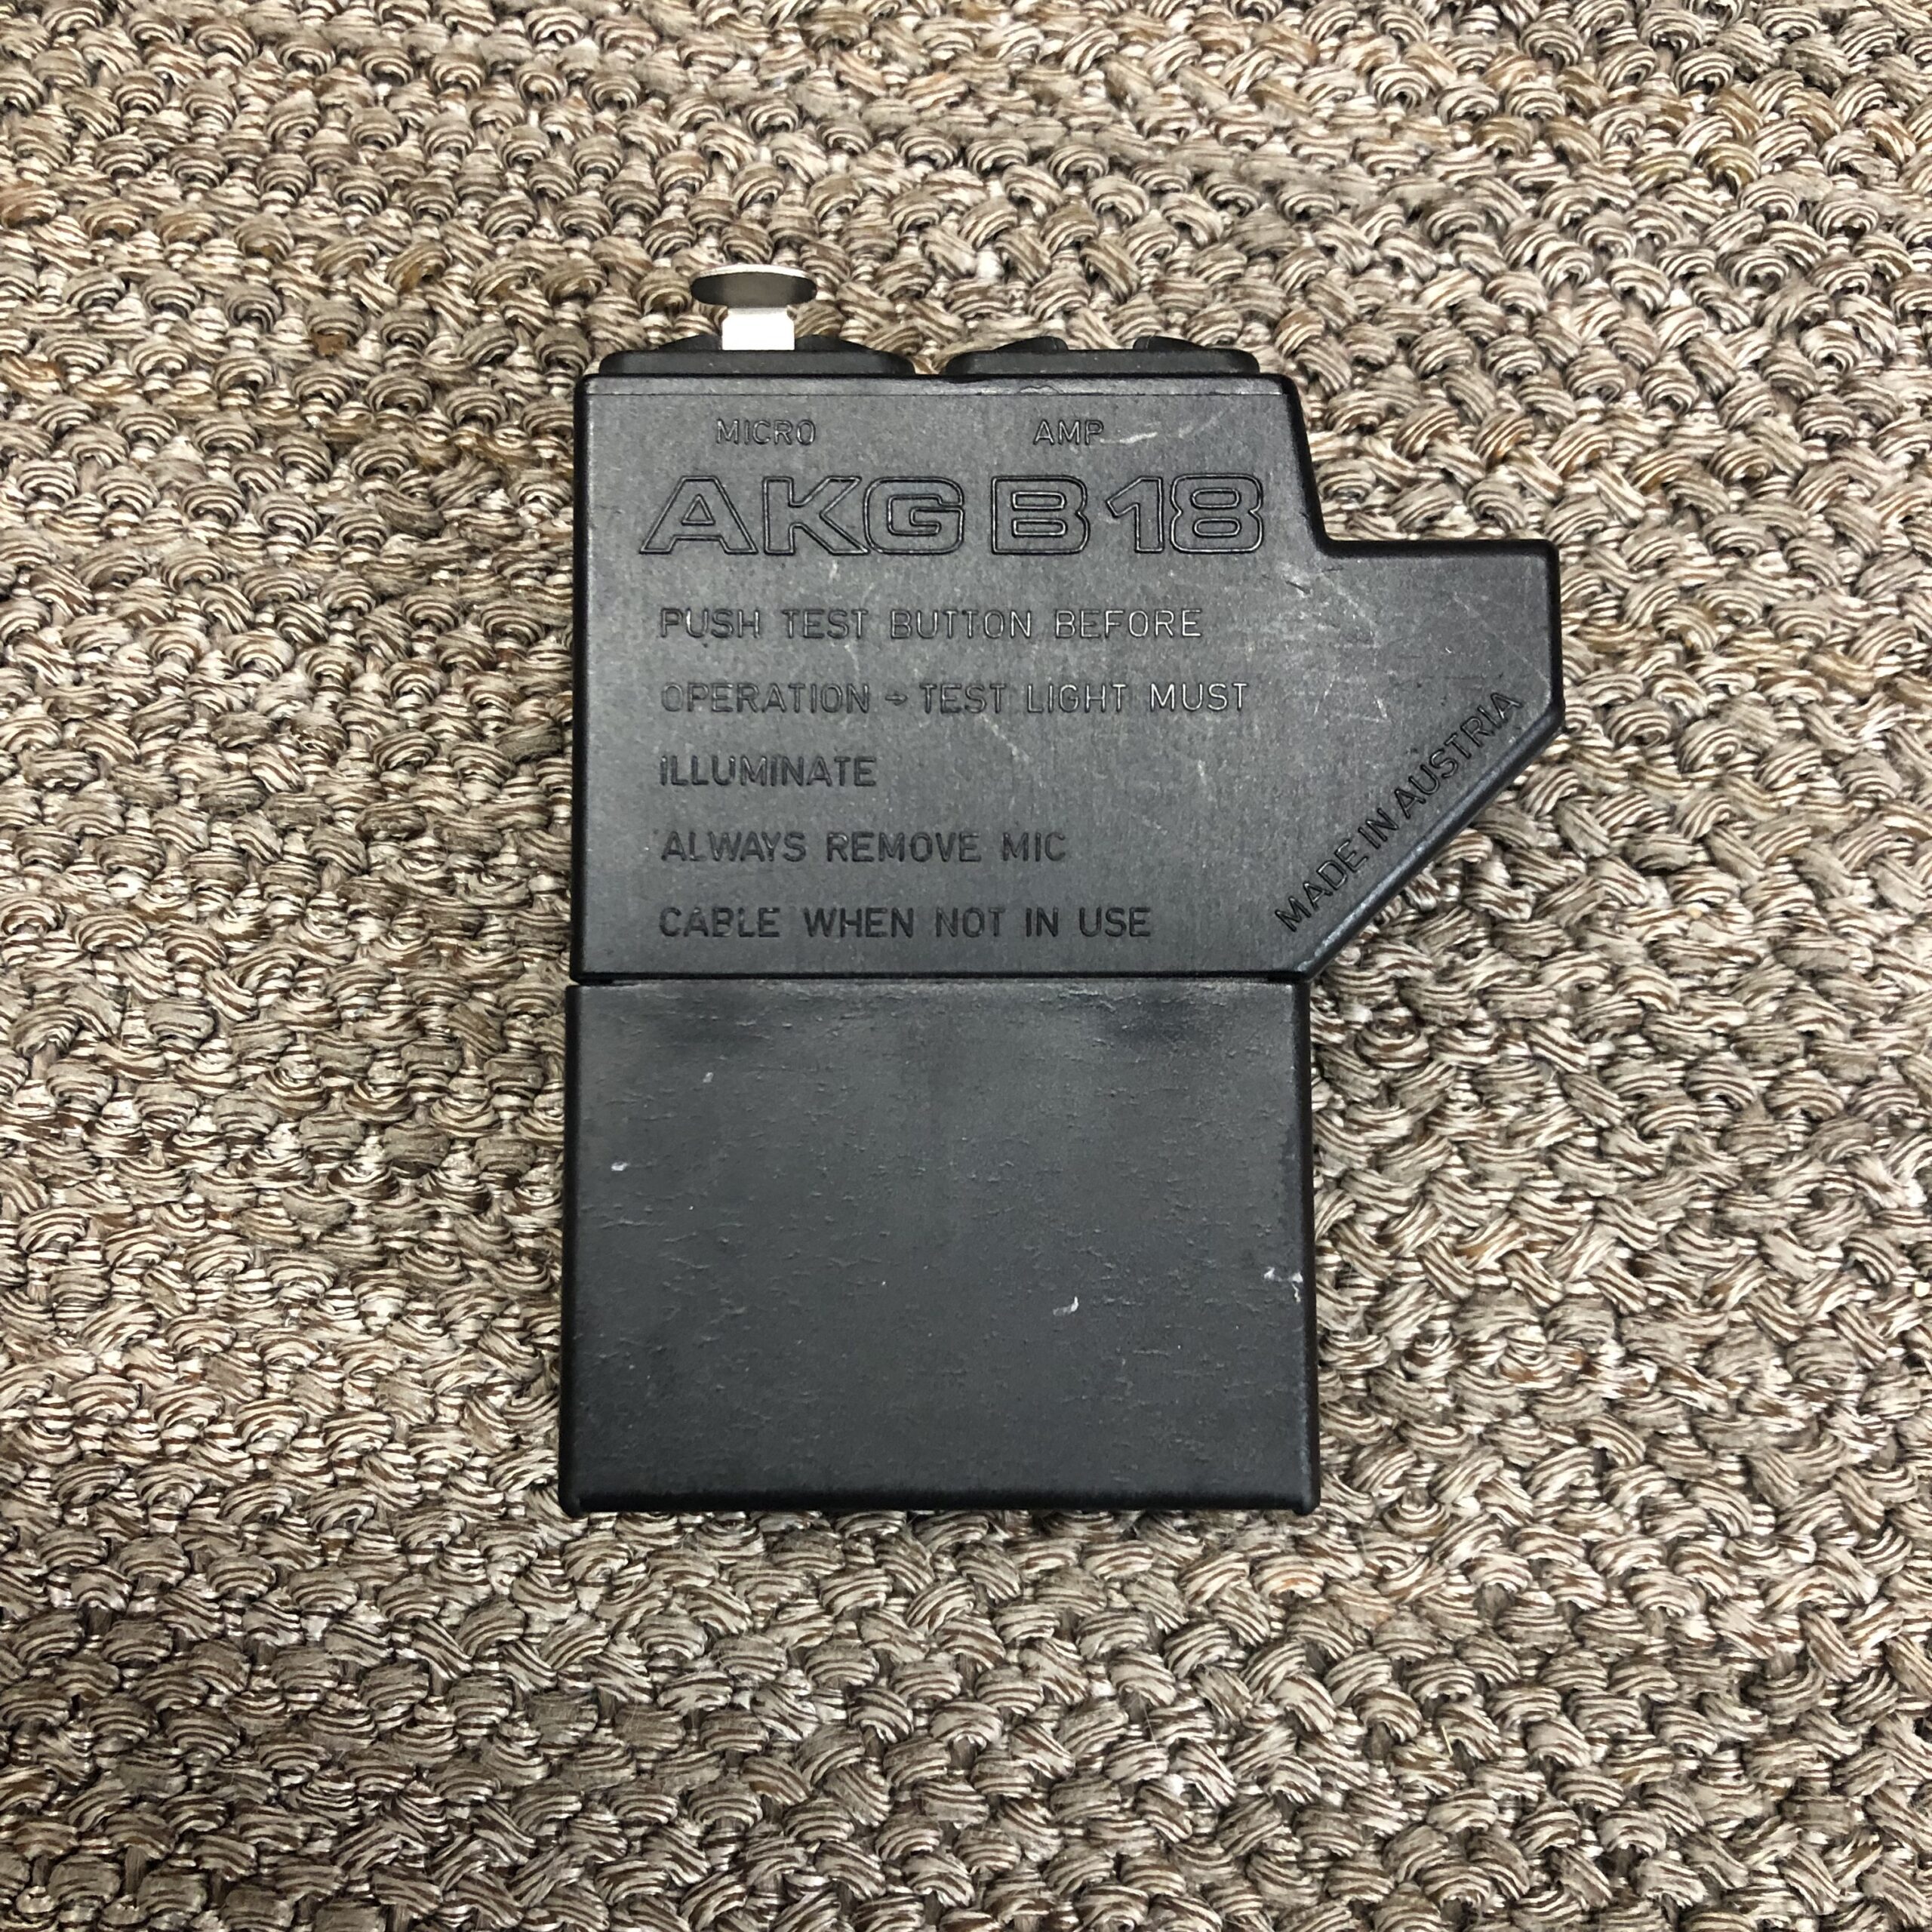 MICRO AMP
AKG B18
PUSH TEST BUTTON BEFORE
OPERATION → TEST LIGHT MUST
ILLUMINATE
ALWAYS REMOVE MIC
CABLE WHEN NOT IN USE
MADE IN AUSTRIA